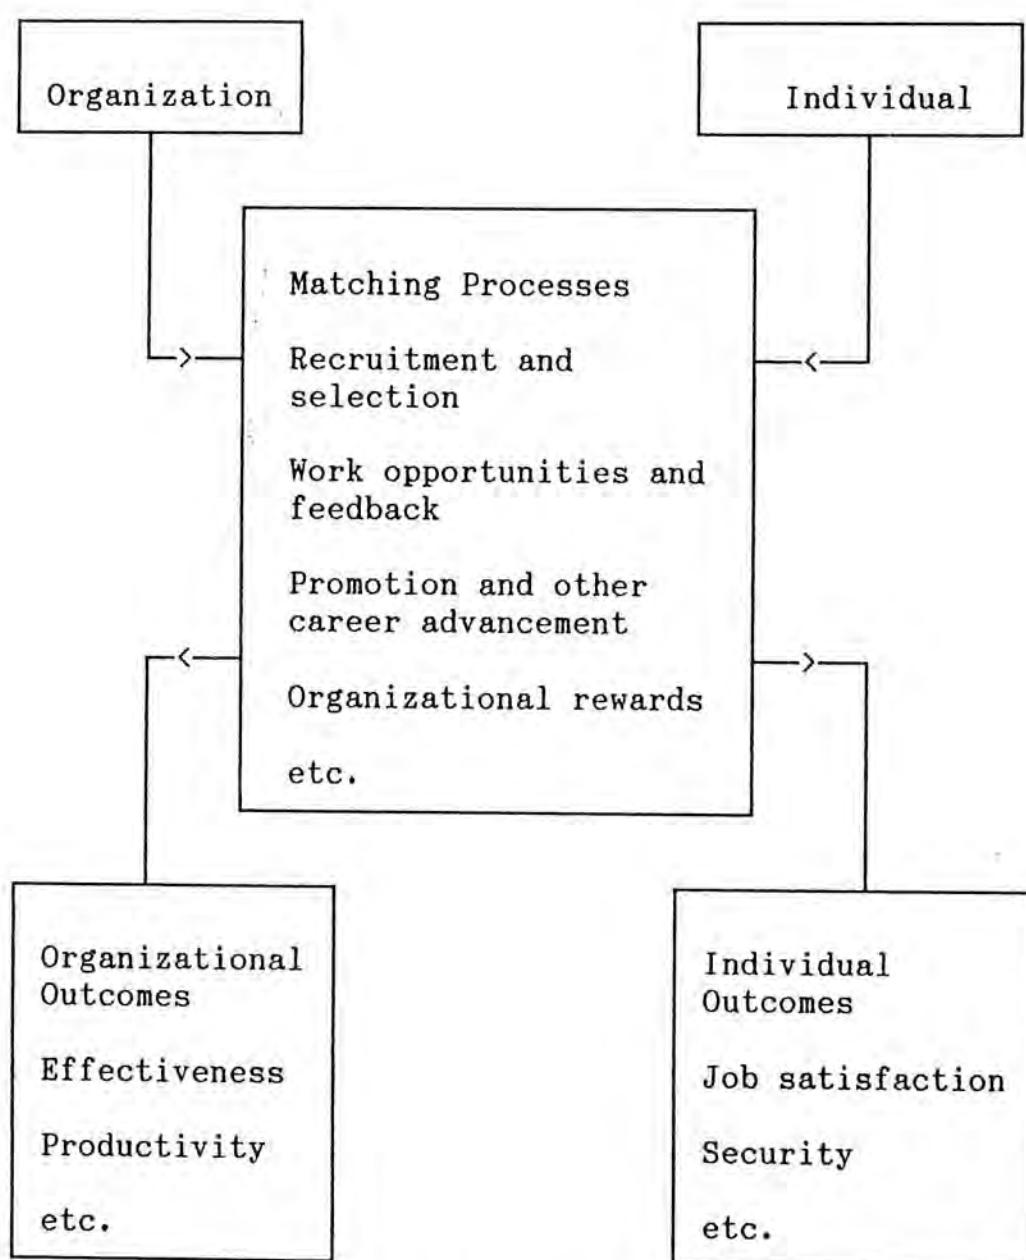 Organization
Individual
Matching Processes
Recruitment and
selection
Work opportunities and
feedback
Promotion and other
career advancement
Organizational rewards
etc.
Organizational
Outcomes
Effectiveness
Productivity
etc.
Individual
Outcomes
Job satisfaction
Security
etc.